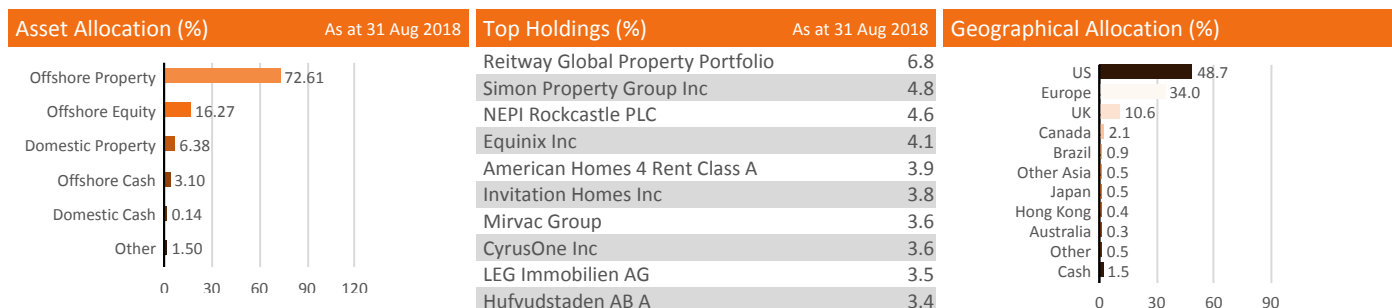 Asset Allocation (%) As at 31 Aug 2018
Offshore Property 72.61
Offshore Equity 16.27
Domestic Property 6.38
Offshore Cash 3.10
Domestic Cash 0.14
Other 1.50
0 30 60 90 120
Top Holdings (%) As at 31 Aug 2018
Reitway Global Property Portfolio 6.8
Simon Property Group Inc 4.8
NEPI Rockcastle PLC 4.6
Equinix Inc 4.1
American Homes 4 Rent Class A 3.9
Invitation Homes Inc 3.8
Mirvac Group 3.6
CyrusOne Inc 3.6
LEG Immobilien AG 3.5
Hufvudstaden AB A 3.4
Geographical Allocation (%)
US 48.7
Europe 34.0
UK 10.6
Canada 2.1
Brazil 0.9
Other Asia 0.5
Japan 0.5
Hong Kong 0.4
Australia 0.3
Other 0.5
Cash 1.5
0 30 60 90